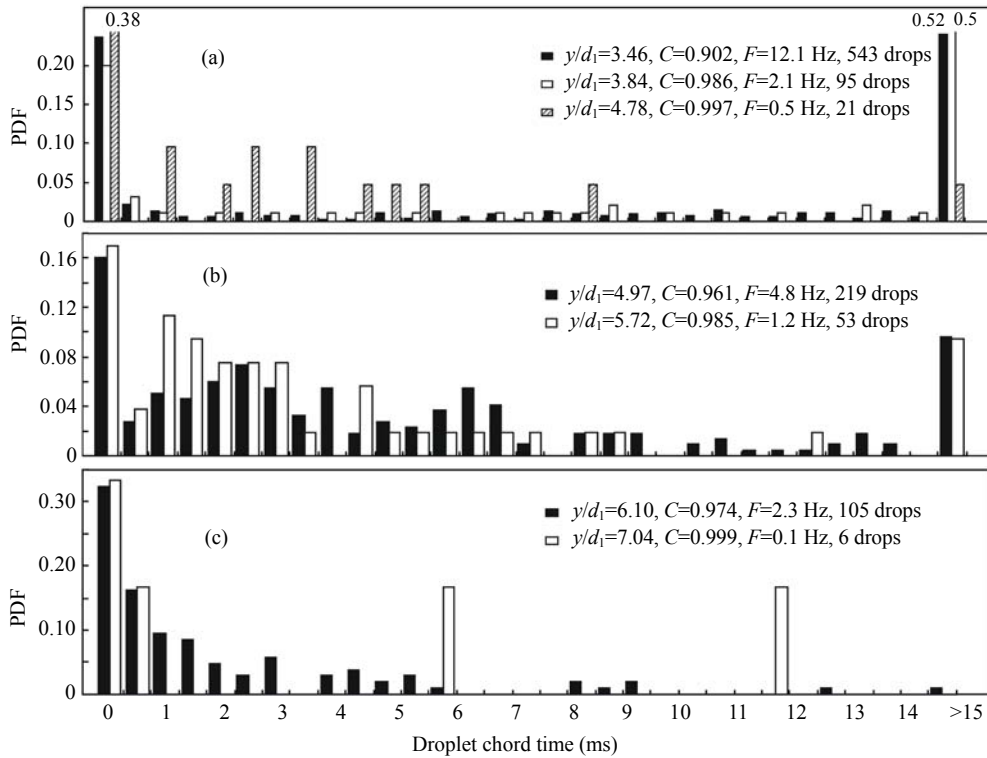 0.38
0.52
0.5
0.20
0.15
0.10
0.05
0
PDF
(a)
y/d₁=3.46, C=0.902, F=12.1 Hz, 543 drops
y/d₁=3.84, C=0.986, F=2.1 Hz, 95 drops
y/d₁=4.78, C=0.997, F=0.5 Hz, 21 drops
0.16
0.12
0.08
0.04
0
PDF
(b)
y/d₁=4.97, C=0.961, F=4.8 Hz, 219 drops
y/d₁=5.72, C=0.985, F=1.2 Hz, 53 drops
0.30
0.20
0.10
0
PDF
(c)
y/d₁=6.10, C=0.974, F=2.3 Hz, 105 drops
y/d₁=7.04, C=0.999, F=0.1 Hz, 6 drops
0 1 2 3 4 5 6 7 8 9 10 11 12 13 14 >15
Droplet chord time (ms)